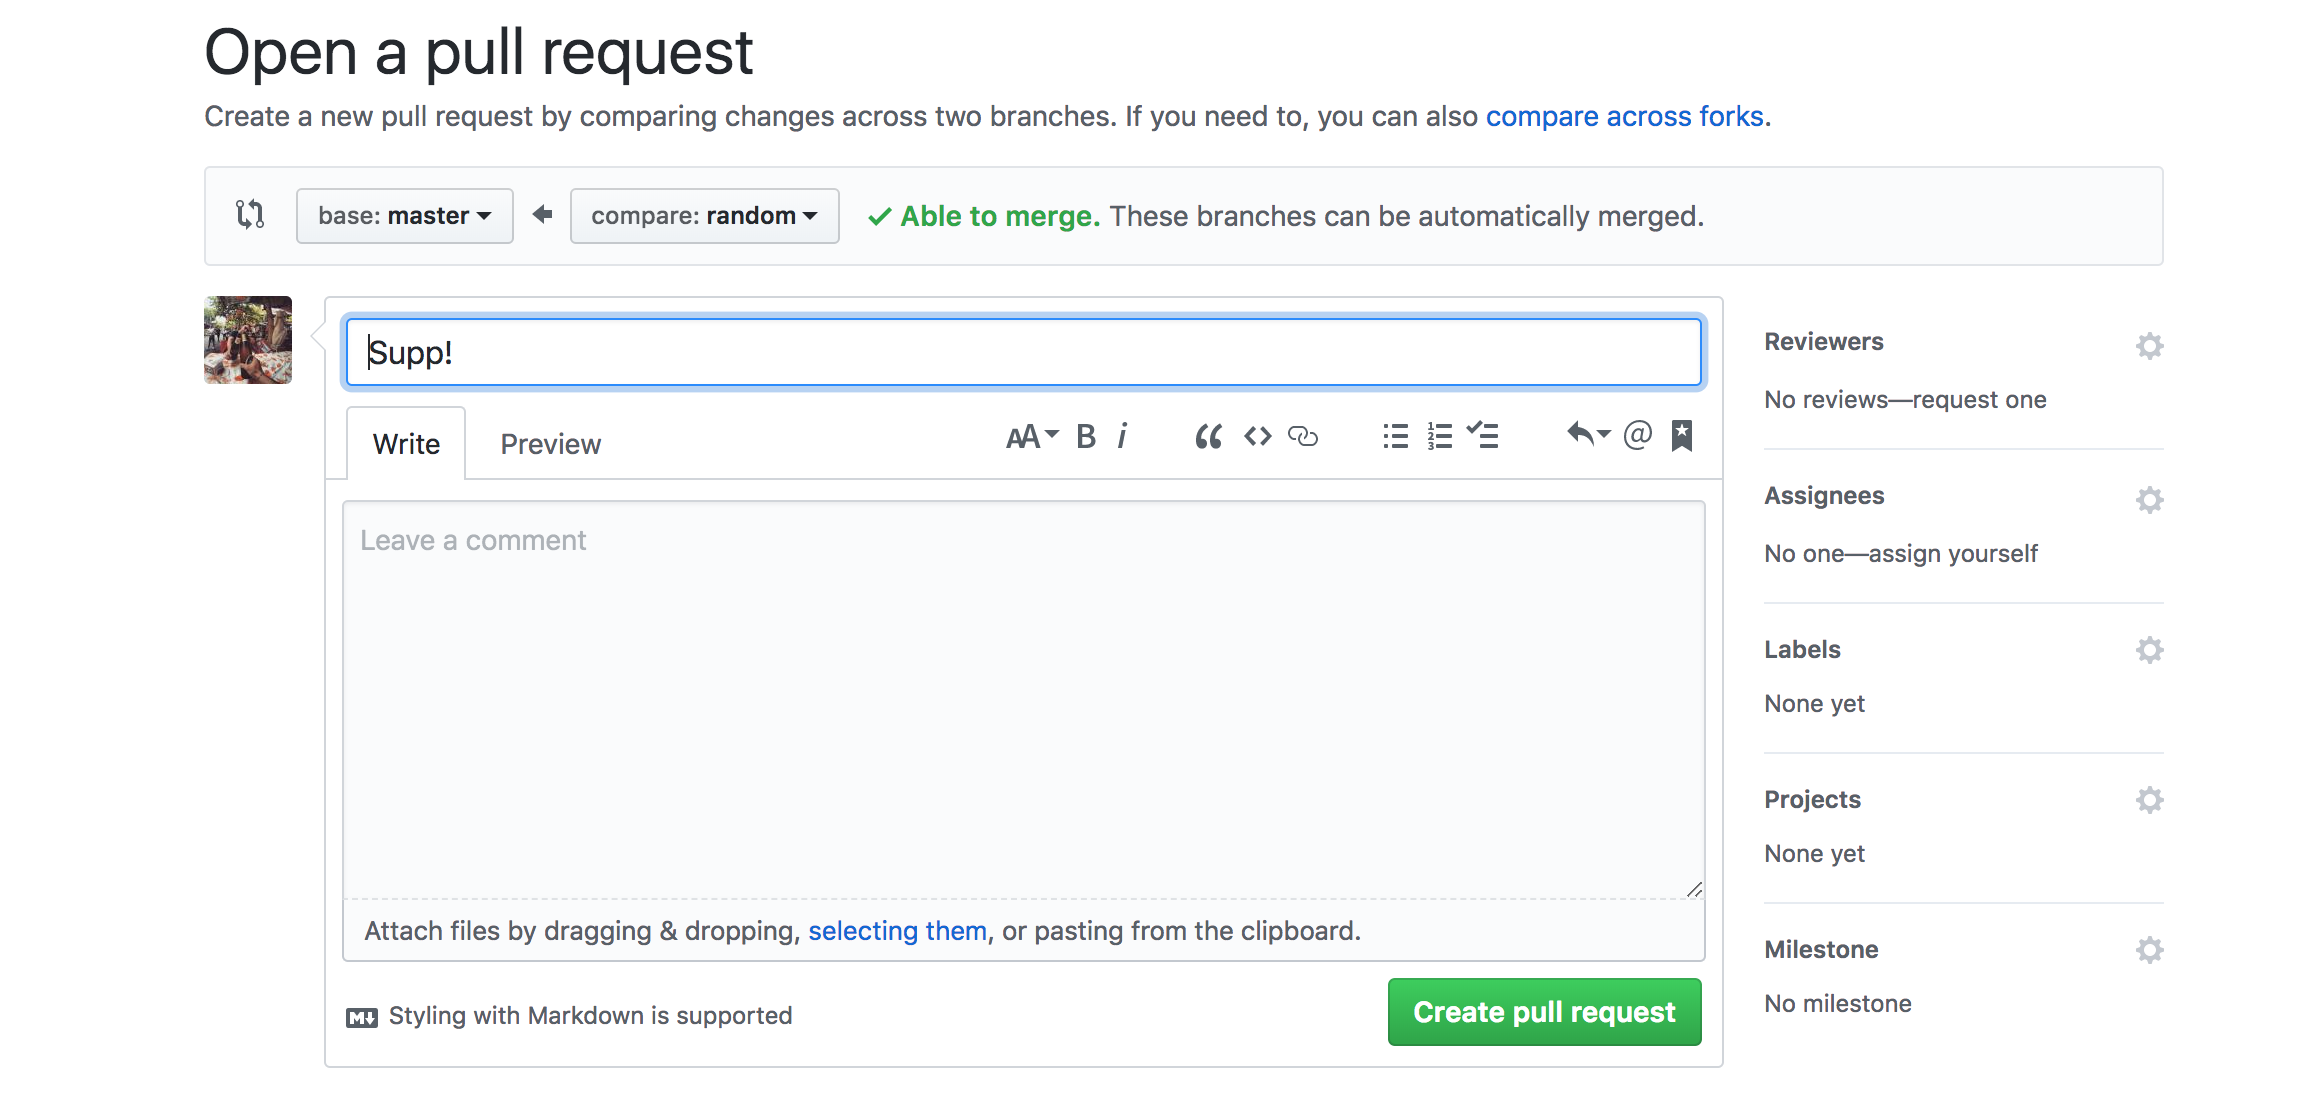 Open a pull request
Create a new pull request by comparing changes across two branches. If you need to, you can also compare across forks.
base: master compare: random Able to merge. These branches can be automatically merged.
Supp!
Write Preview AA B i @
Leave a comment
Attach files by dragging & dropping, selecting them, or pasting from the clipboard.
M Styling with Markdown is supported
Create pull request
Reviewers
No reviews—request one
Assignees
No one—assign yourself
Labels
None yet
Projects
None yet
Milestone
No milestone